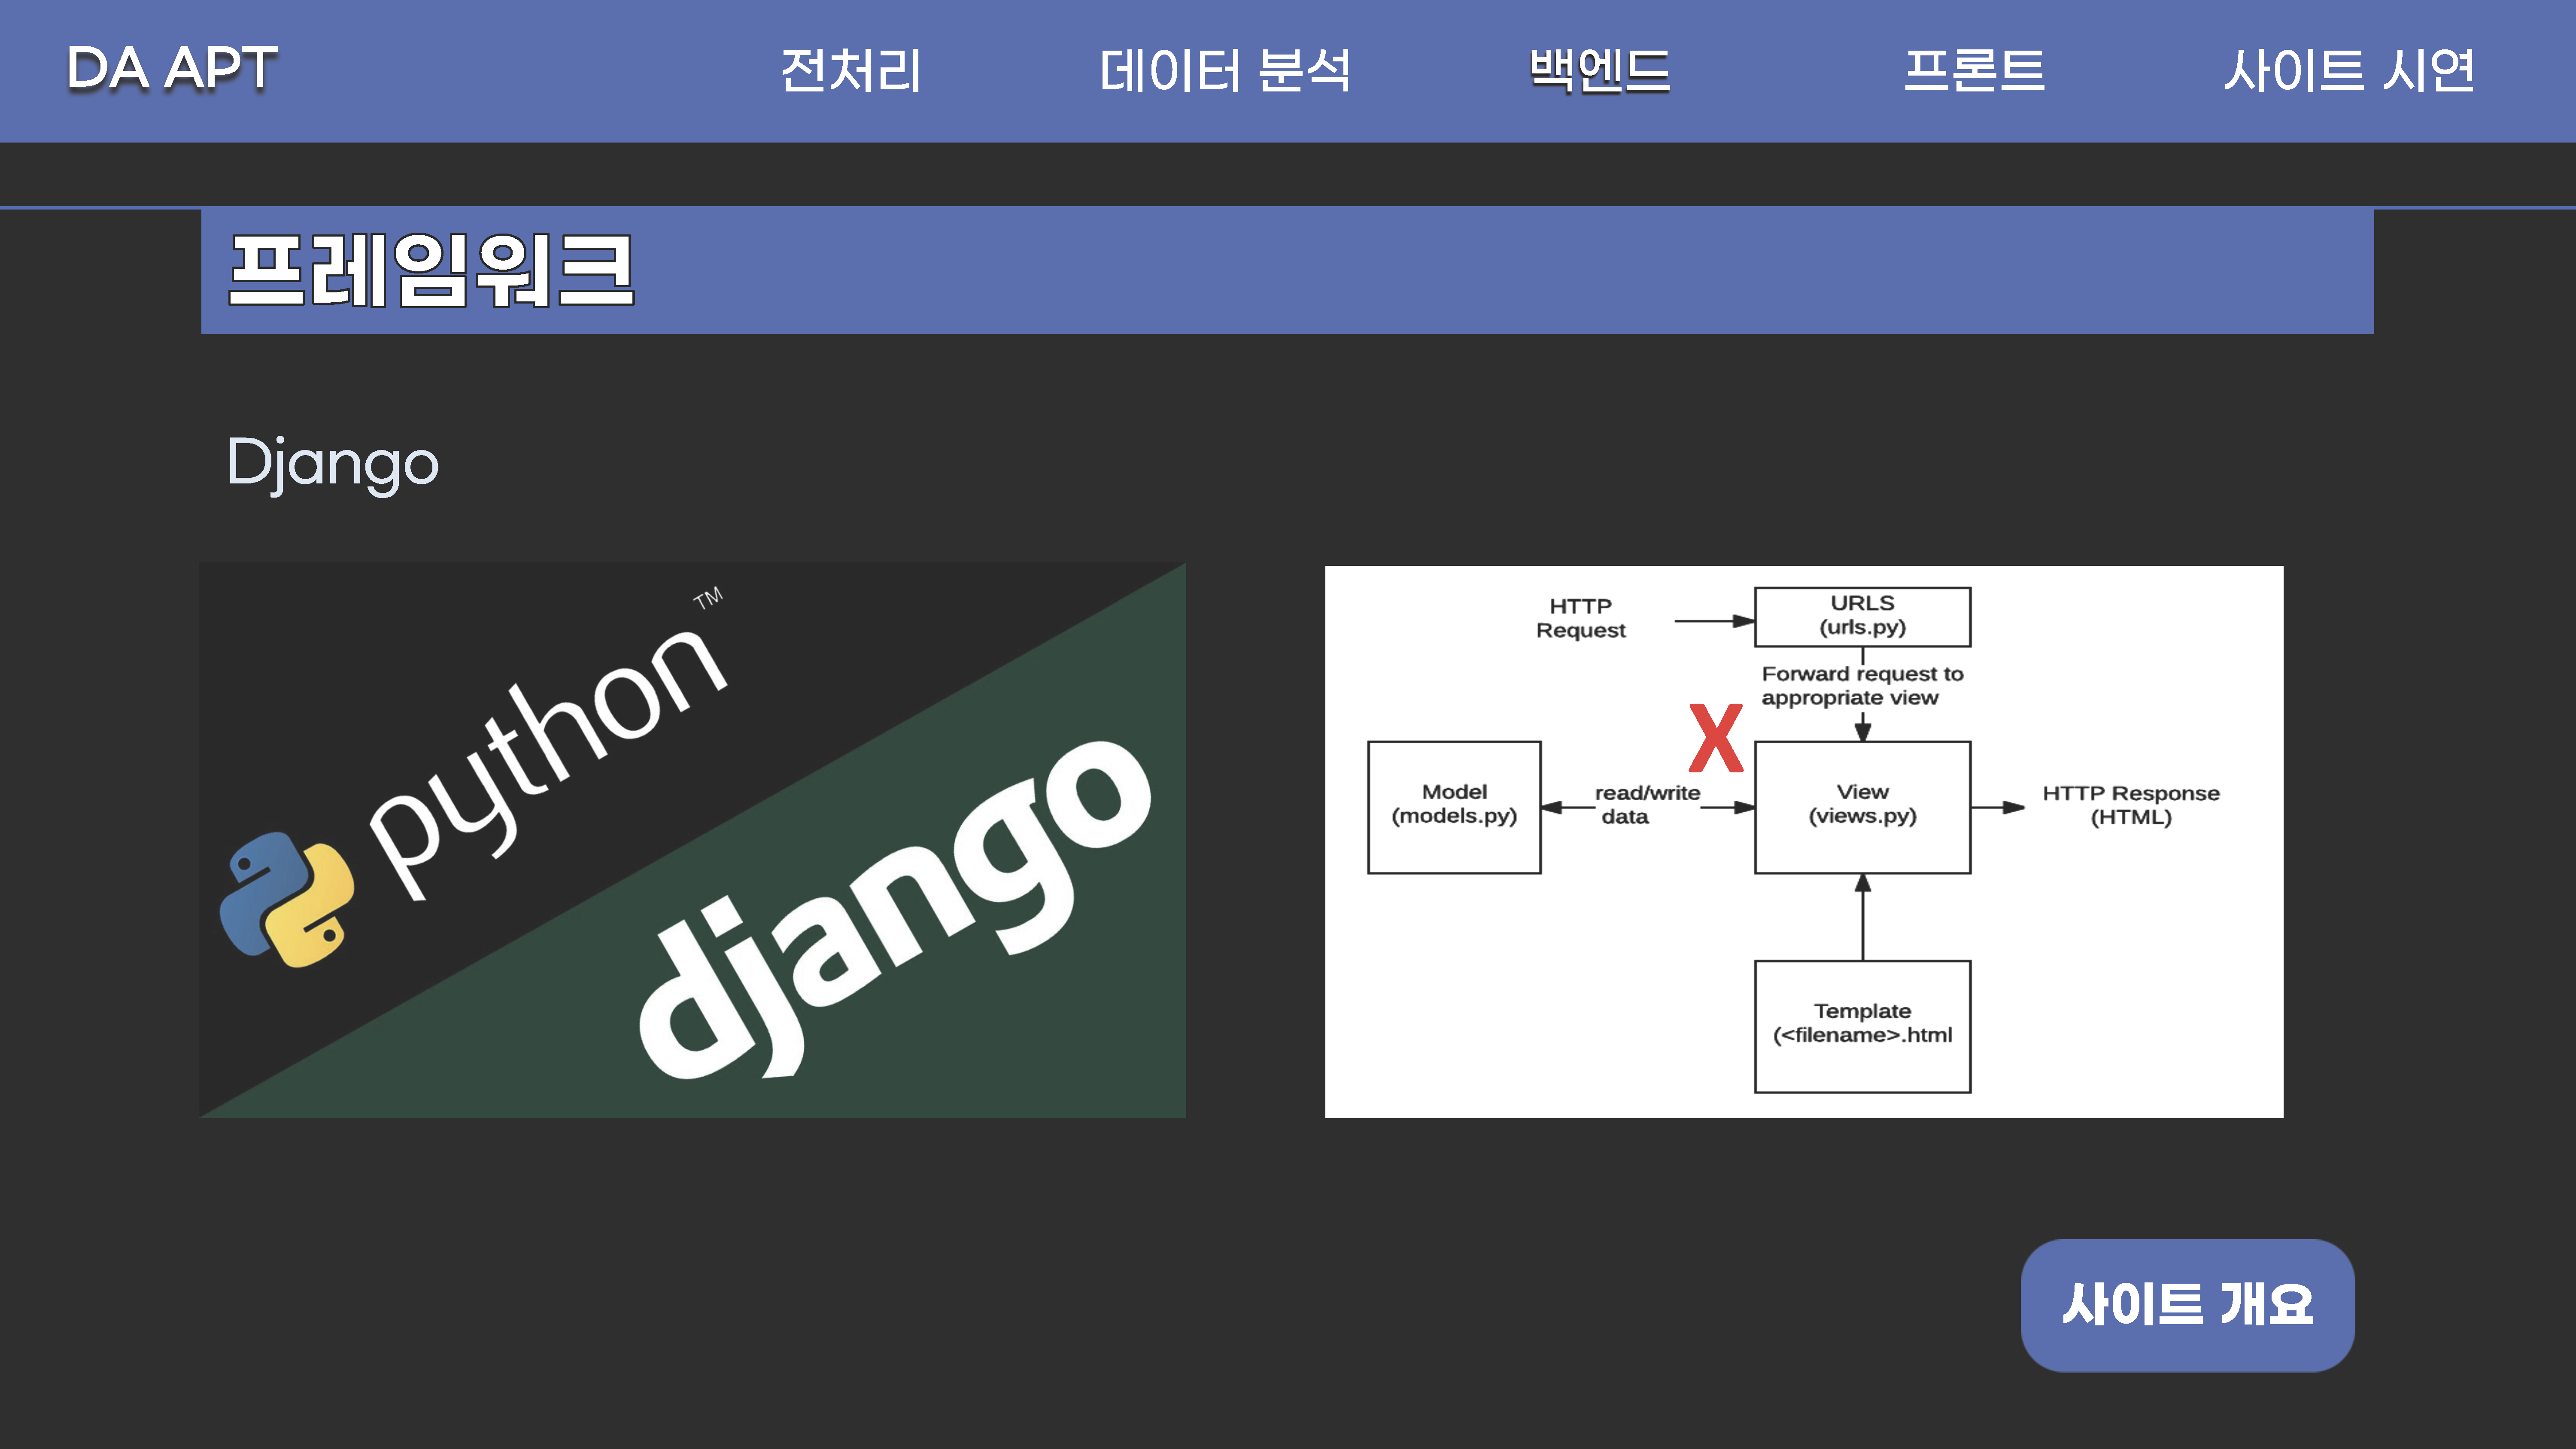 DA APT 전처리 데이터 분석 백엔드 프론트 사이트 시연
프레임워크
Django
python TM
django
HTTP
Request
URLS
(urls.py)
Forward request to
appropriate view
X
Model
(models.py)
read/write
data
View
(views.py)
HTTP Response
(HTML)
Template
(<filename>.html
사이트 개요